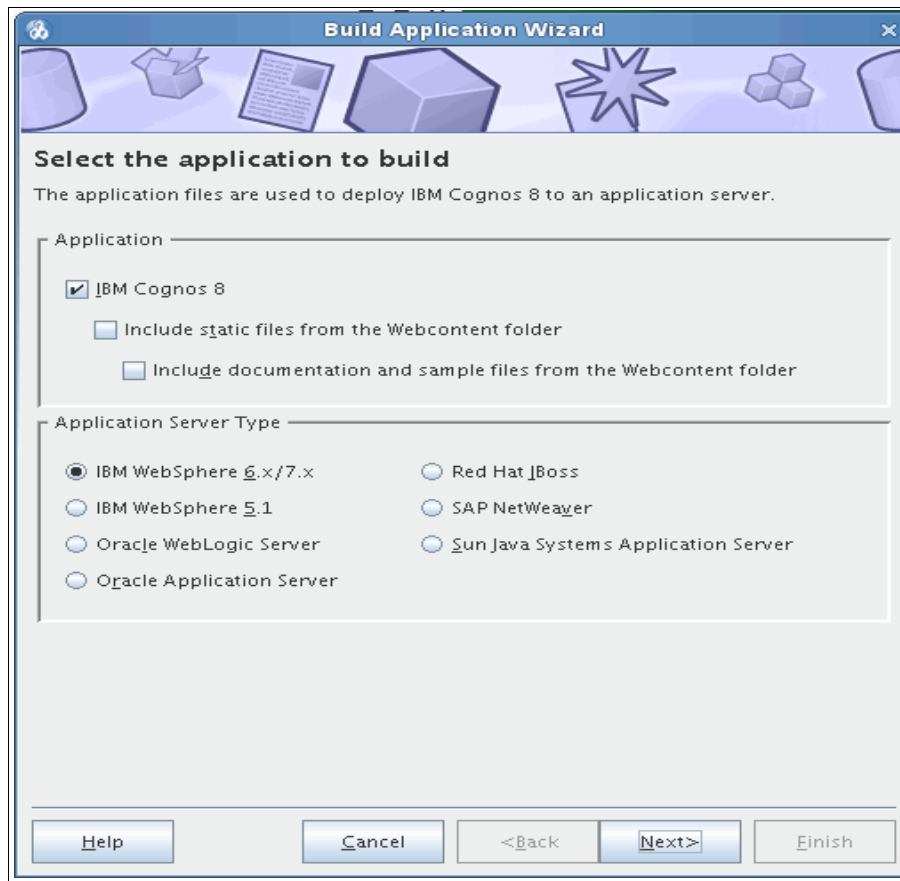 Build Application Wizard
Select the application to build
The application files are used to deploy IBM Cognos 8 to an application server.
Application
IBM Cognos 8
Include static files from the Webcontent folder
Include documentation and sample files from the Webcontent folder
Application Server Type
IBM WebSphere 6.x/7.x
Red Hat JBoss
IBM WebSphere 5.1
SAP NetWeaver
Oracle WebLogic Server
Sun Java Systems Application Server
Oracle Application Server
Help
Cancel
<Back
Next>
Finish